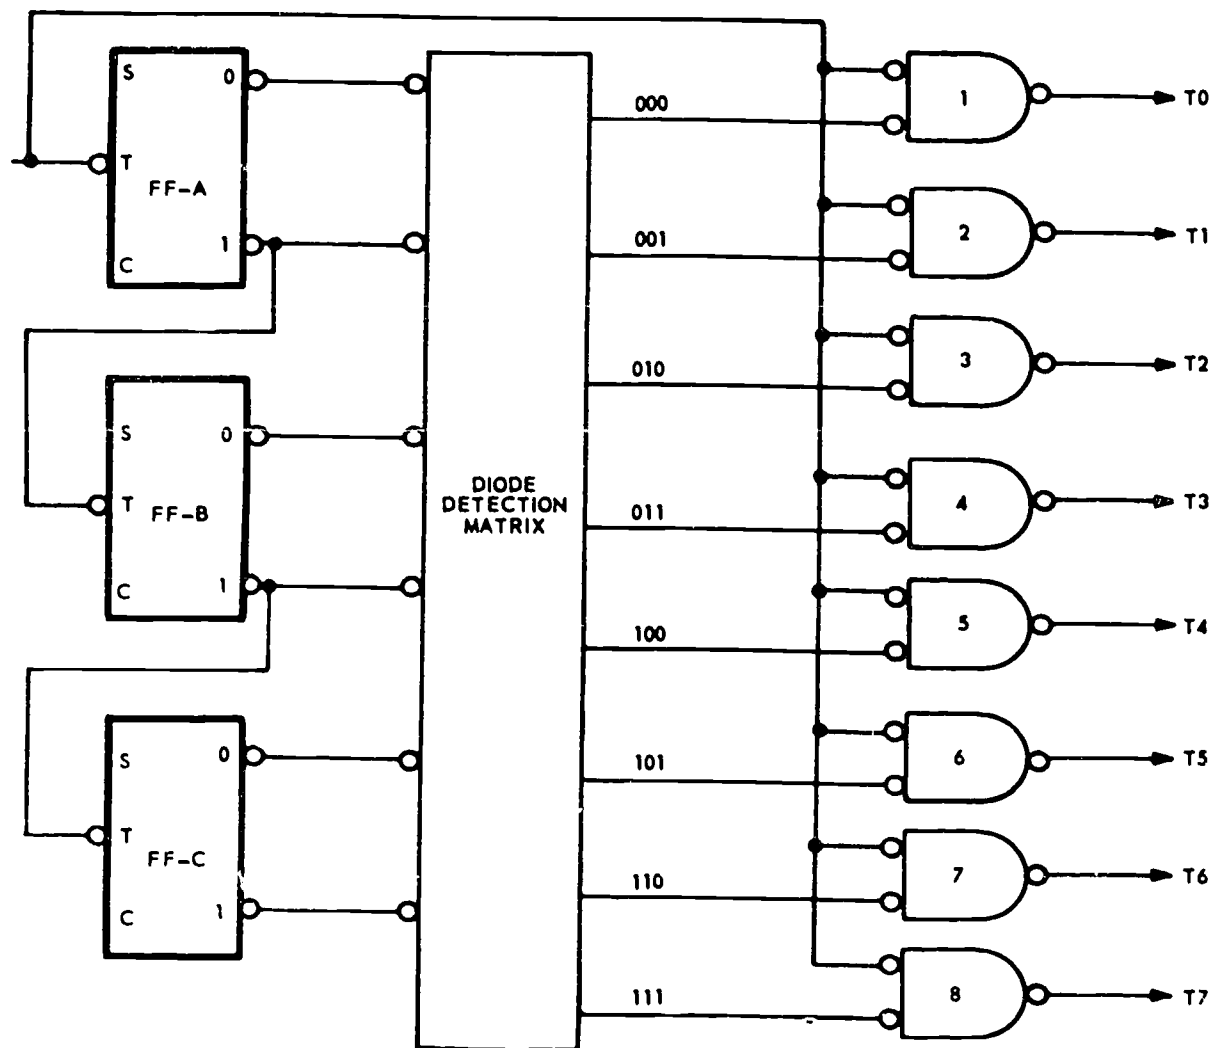 S 0
T
FF-A
1
C
S 0
T
FF-B
C 1
S 0
T
FF-C
C 1
DIODE
DETECTION
MATRIX
000
001
010
011
100
101
110
111
1
2
3
4
5
6
7
8
T0
T1
T2
T3
T4
T5
T6
T7